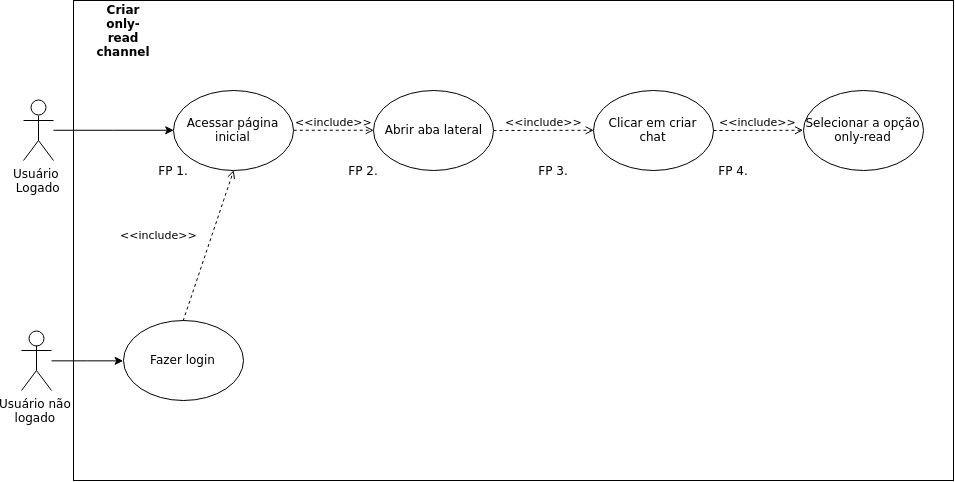 Criar
only-
read
channel
Acessar página
inicial
<<include>>
Abrir aba lateral
<<include>>
Clicar em criar
chat
<<include>>
Selecionar a opção
only-read
FP 1.
FP 2.
FP 3.
FP 4.
Usuário
Logado
<<include>>
Fazer login
Usuário não
logado